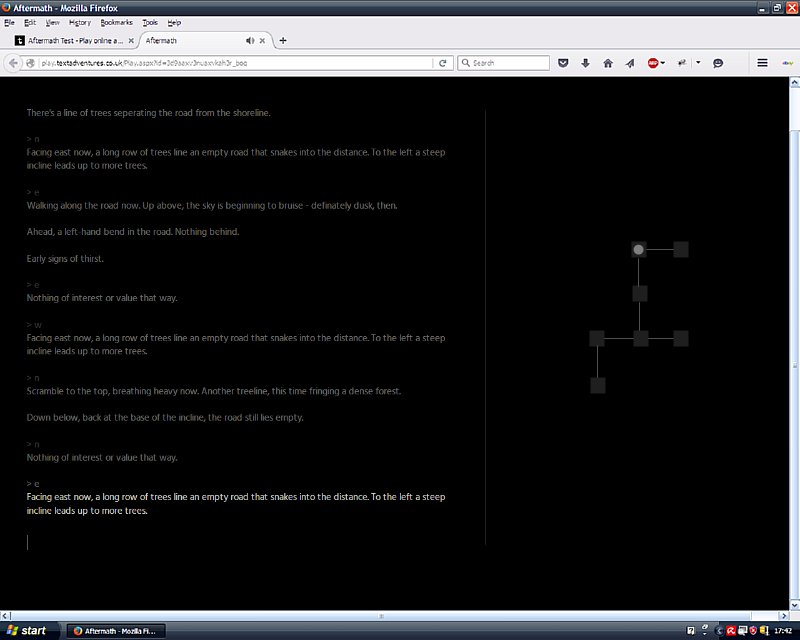 Aftermath - Mozilla Firefox
File Edit View History Bookmarks Tools Help
Aftermath Test - Play online a... Aftermath
Search
There's a line of trees seperating the road from the shoreline.
> n
Facing east now, a long row of trees line an empty road that snakes into the distance. To the left a steep
incline leads up to more trees.
> e
Walking along the road now. Up above, the sky is beginning to bruise - definately dusk, then.
Ahead, a left-hand bend in the road. Nothing behind.
Early signs of thirst.
> e
Nothing of interest or value that way.
> w
Facing east now, a long row of trees line an empty road that snakes into the distance. To the left a steep
incline leads up to more trees.
> n
Scramble to the top, breathing heavy now. Another treeline, this time fringing a dense forest.
Down below, back at the base of the incline, the road still lies empty.
> n
Nothing of interest or value that way.
> e
Facing east now, a long row of trees line an empty road that snakes into the distance. To the left a steep
incline leads up to more trees.
start Aftermath - Mozilla Fi... 17:42